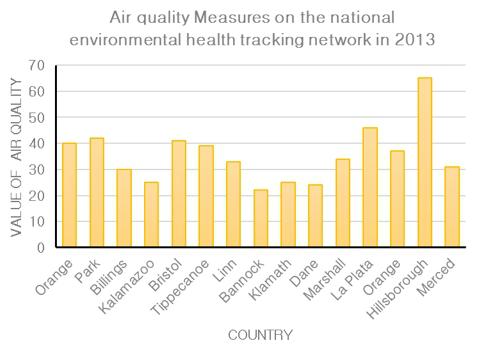 Air quality Measures on the national
environmental health tracking network in 2013
VALUE OF AIR QUALITY
70
60
50
40
30
20
10
0
Orange
Park
Billings
Kalamazoo
Bristol
Tippecanoe
Linn
Bannock
Klamath
Dane
Marshall
La Plata
Orange
Hillsborough
Merced
COUNTRY